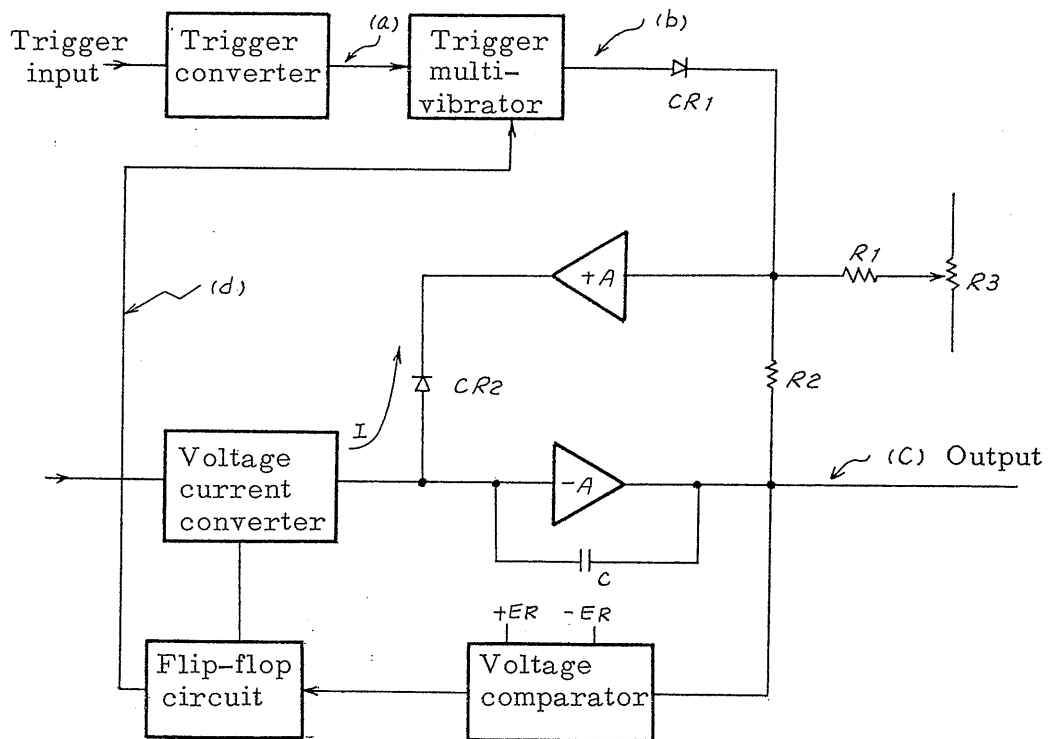 Trigger
input
Trigger
converter
(a)
Trigger
multi-
vibrator
(b)
CR1
+A
R1
R3
(d)
CR2
R2
I
Voltage
current
converter
-A
(C) Output
C
+ER
-ER
Flip-flop
circuit
Voltage
comparator